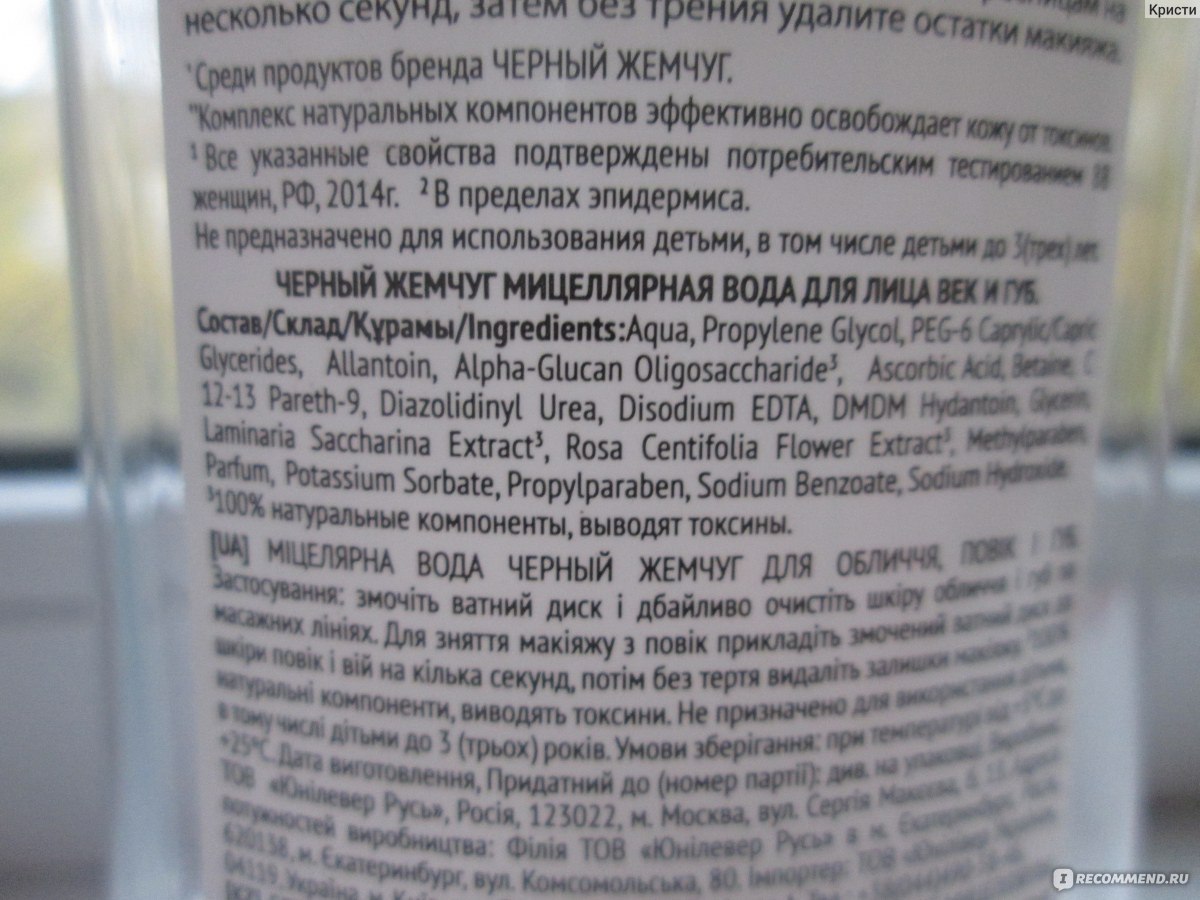 Кристи
несколько секунд, затем без трения удалите остатки макияжа.
*Среди продуктов бренда ЧЕРНЫЙ ЖЕМЧУГ.
"Комплекс натуральных компонентов эффективно освобождает кожу от токсинов.
¹ Все указанные свойства подтверждены потребительским тестированием
женщин, РФ, 2014г. ² В пределах эпидермиса.
Не предназначено для использования детьми, в том числе детьми до 3(трех) лет.
ЧЕРНЫЙ ЖЕМЧУГ МИЦЕЛЛЯРНАЯ ВОДА ДЛЯ ЛИЦА ВЕК И ГУБ.
Состав/Склад/Құрамы/Ingredients:Aqua, Propylene Glycol, PEG-6 Caprylic/Capric
Glycerides, Allantoin, Alpha-Glucan Oligosaccharide³, Ascorbic Acid, Betaine, C
12-13 Pareth-9, Diazolidinyl Urea, Disodium EDTA, DMDM Hydantoin, Glycerin,
Laminaria Saccharina Extract³, Rosa Centifolia Flower Extract³, Methylparaben,
Parfum, Potassium Sorbate, Propylparaben, Sodium Benzoate, Sodium Hydroxide.
³100% натуральные компоненты, выводят токсины.
[UA] МІЦЕЛЯРНА ВОДА ЧЕРНЫЙ ЖЕМЧУГ ДЛЯ ОБЛИЧЧЯ, ПОВІК І ГУБ.
Застосування: змочіть ватний диск і дбайливо очистіть шкіру обличчя і губ по
масажних лініях. Для зняття макіяжу з повік прикладіть змочений ватний диск до
шкіри повік і вій на кілька секунд, потім без тертя видаліть залишки макіяжу. ³100%
натуральні компоненти, виводять токсини. Не призначено для використання дітьми,
в тому числі дітьми до 3 (трьох) років. Умови зберігання: при температурі від +5°C до
+25°C. Дата виготовлення, Придатний до (номер партії): див. на упаковці.
ТОВ «Юнілевер Русь», Росія, 123022, м. Москва, вул. Сергія Макєєва, б. 13.
потужностей виробництва: Філія ТОВ «Юнілевер Русь» в м. Єкатеринбург,
620138, м. Єкатеринбург, вул. Комсомольська, 80. Імпортер: ТОВ «Юнілевер
04119, Україна, м.
IRECOMMEND.RU